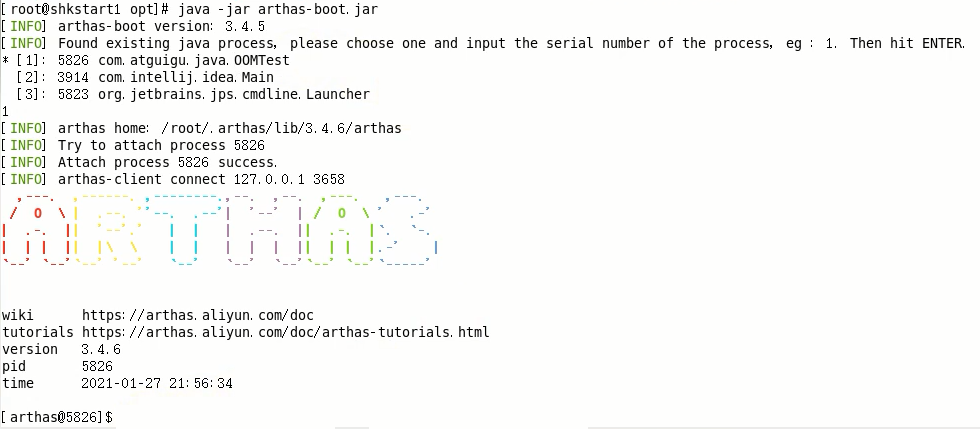 [root@shkstart1 opt]# java -jar arthas-boot.jar
[INFO] arthas-boot version: 3.4.5
[INFO] Found existing java process, please choose one and input the serial number of the process, eg : 1. Then hit ENTER.
* [1]: 5826 com.atguigu.java.OOMTest
[2]: 3914 com.intellij.idea.Main
[3]: 5823 org.jetbrains.jps.cmdline.Launcher
1
[INFO] arthas home: /root/.arthas/lib/3.4.6/arthas
[INFO] Try to attach process 5826
[INFO] Attach process 5826 success.
[INFO] arthas-client connect 127.0.0.1 3658
ARTHAS
wiki https://arthas.aliyun.com/doc
tutorials https://arthas.aliyun.com/doc/arthas-tutorials.html
version 3.4.6
pid 5826
time 2021-01-27 21:56:34
[arthas@5826]$